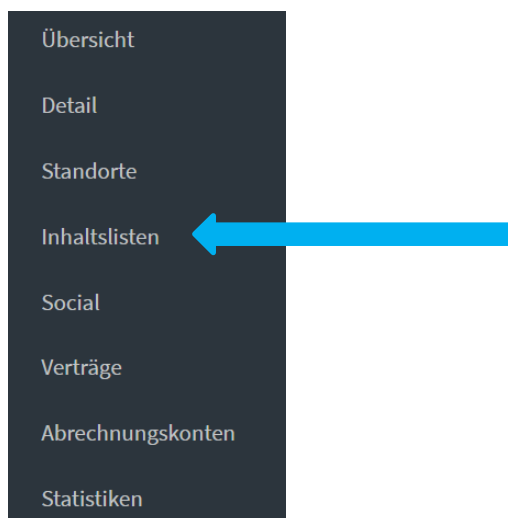 Übersicht
Detail
Standorte
Inhaltslisten
Social
Verträge
Abrechnungskonten
Statistiken